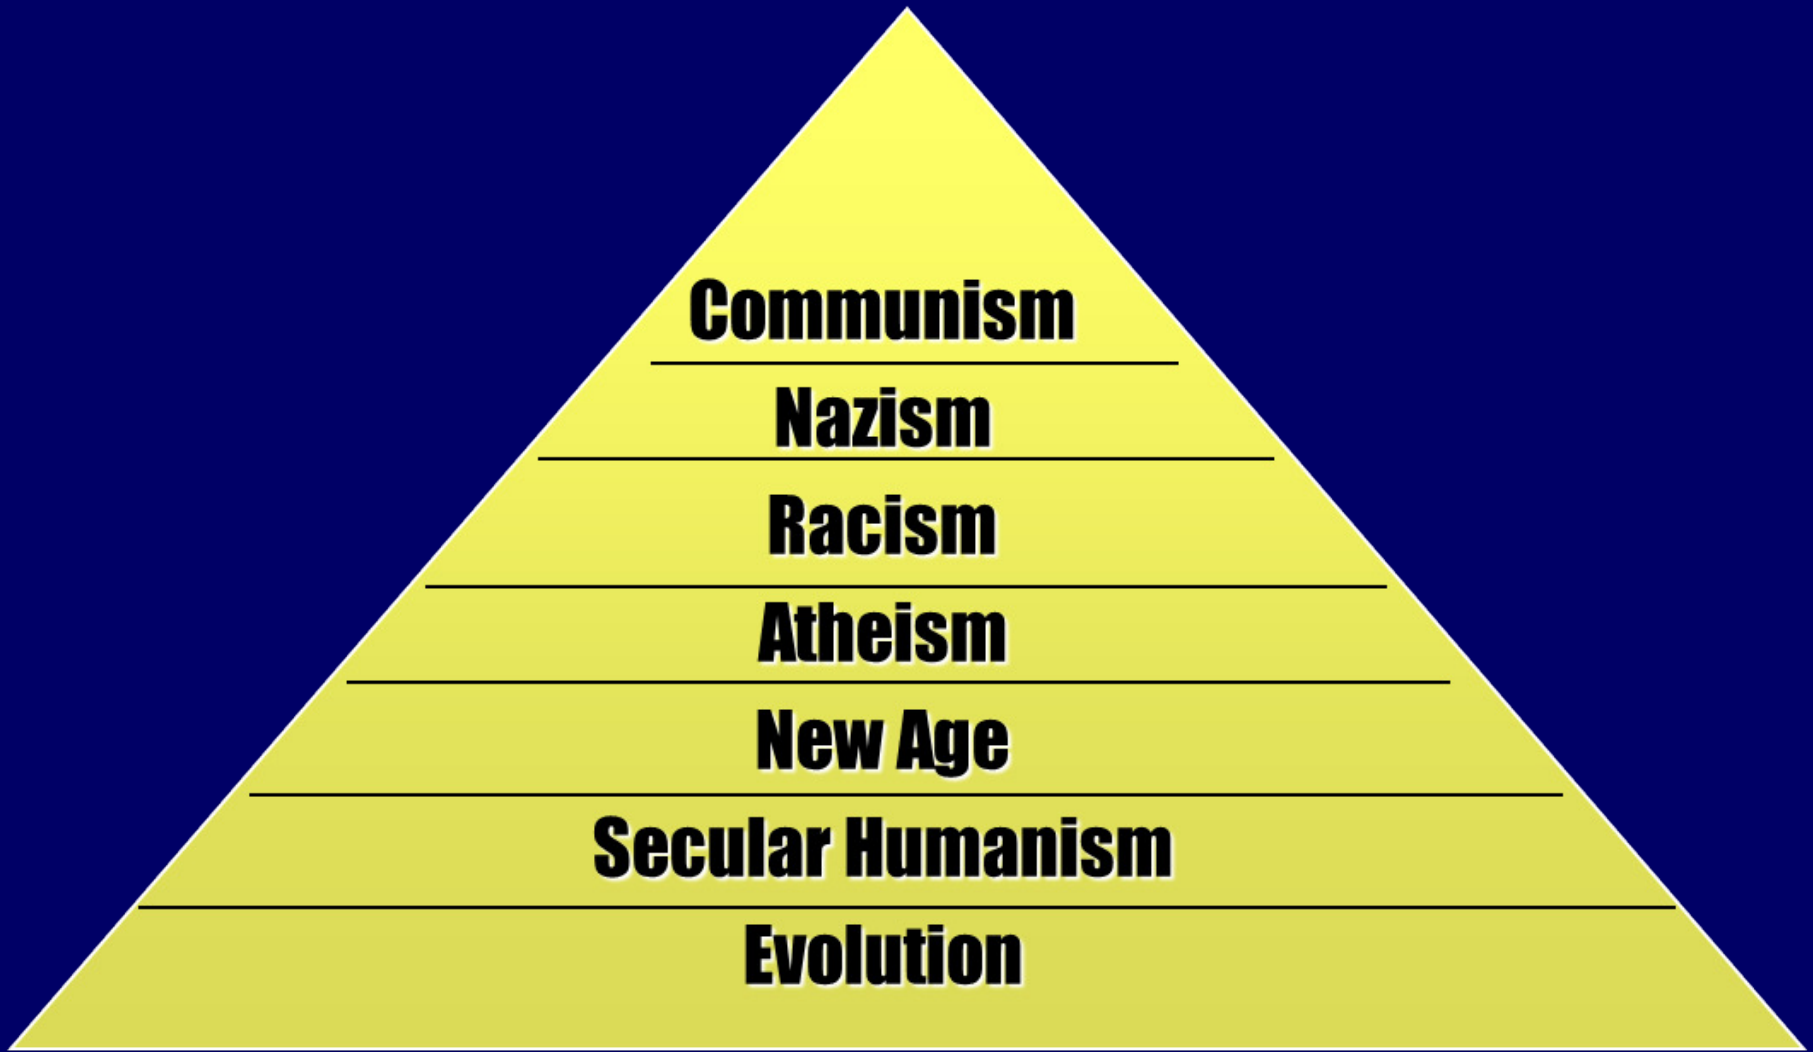 Communism
Nazism
Racism
Atheism
New Age
Secular Humanism
Evolution